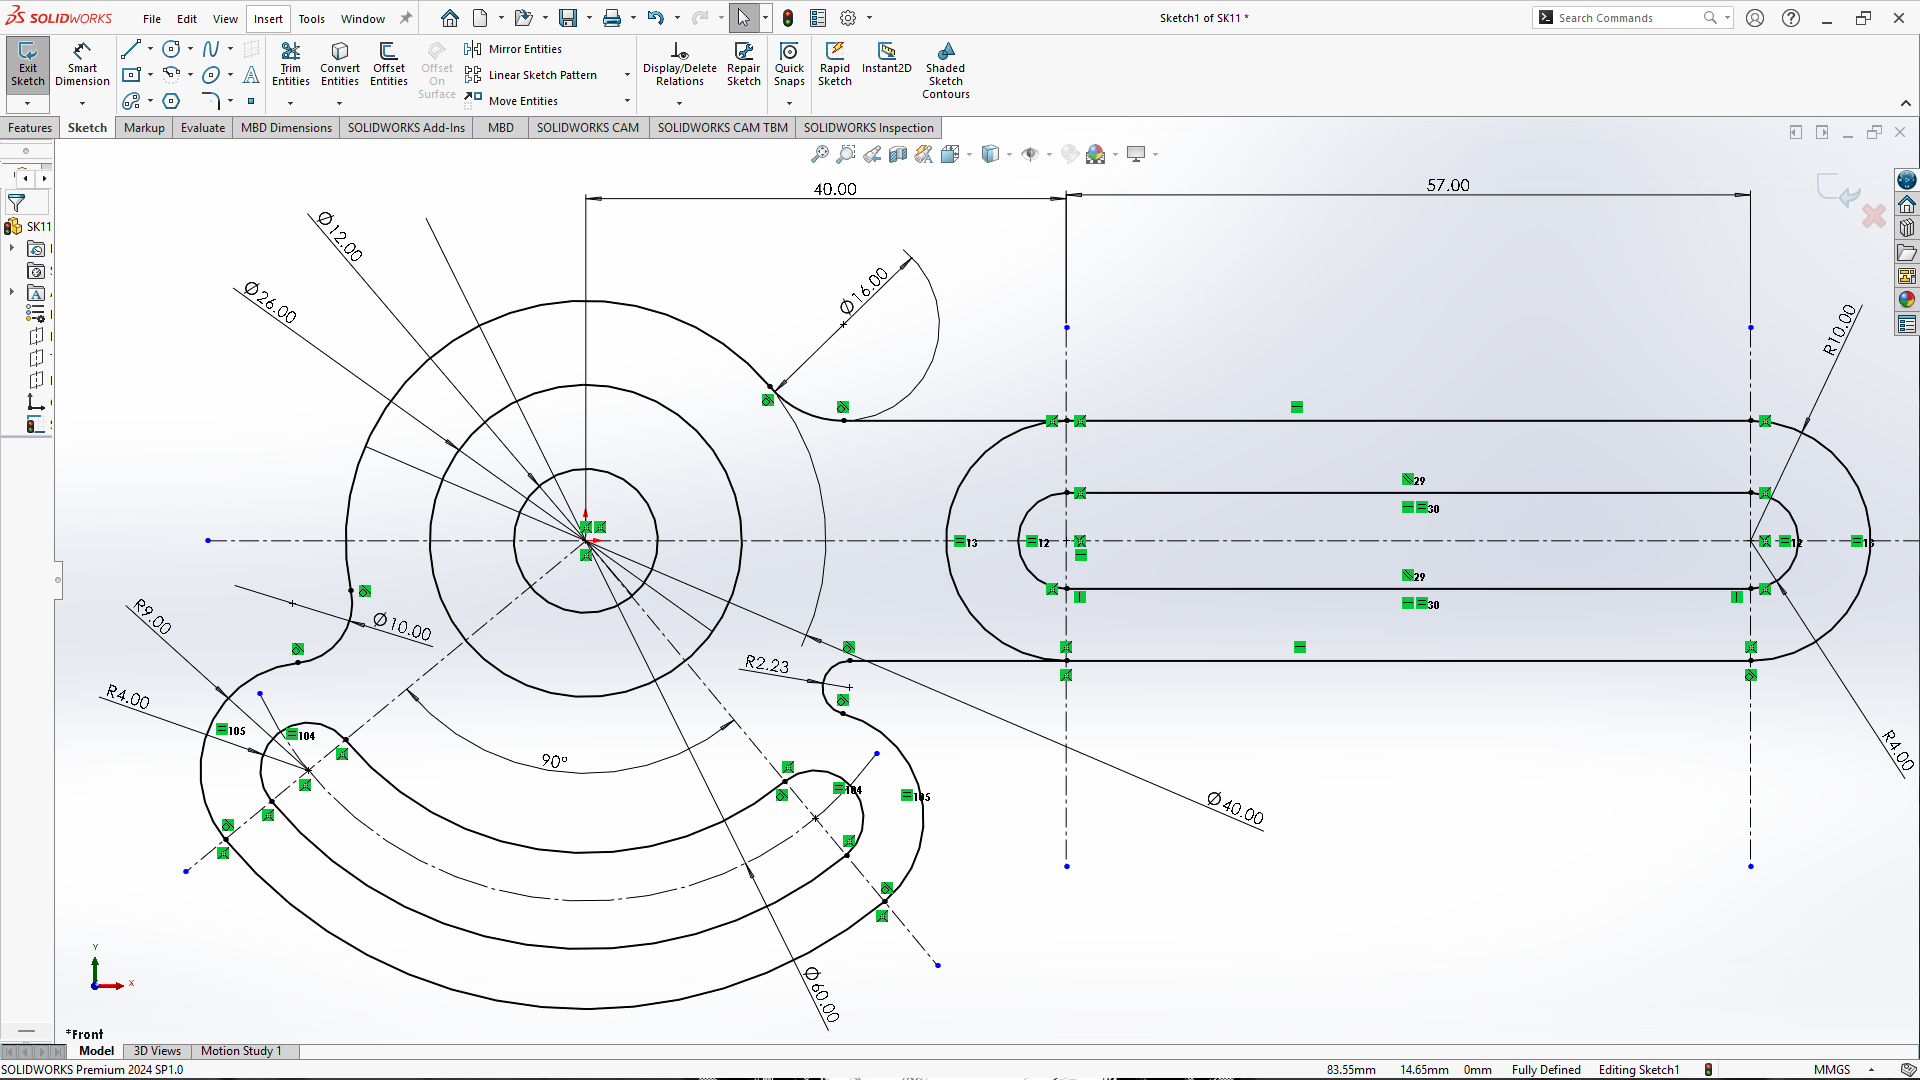 SOLIDWORKS
File Edit View Insert Tools Window
Sketch1 of SK11 *
Search Commands
Exit Sketch
Smart Dimension
Trim Entities
Convert Entities
Offset Entities
Offset On Surface
Mirror Entities
Linear Sketch Pattern
Move Entities
Display/Delete Relations
Repair Sketch
Quick Snaps
Rapid Sketch
Instant2D
Shaded Sketch Contours
Features Sketch Markup Evaluate MBD Dimensions SOLIDWORKS Add-Ins MBD SOLIDWORKS CAM SOLIDWORKS CAM TBM SOLIDWORKS Inspection
SK11
40.00
57.00
Ø12.00
Ø26.00
Ø16.00
R10.00
29
30
13
12
12
13
29
30
Ø10.00
R9.00
R2.23
R4.00
105
104
90°
104
105
R4.00
Ø40.00
Ø60.00
Y
X
*Front
Model 3D Views Motion Study 1
SOLIDWORKS Premium 2024 SP1.0
83.55mm 14.65mm 0mm Fully Defined Editing Sketch1 MMGS